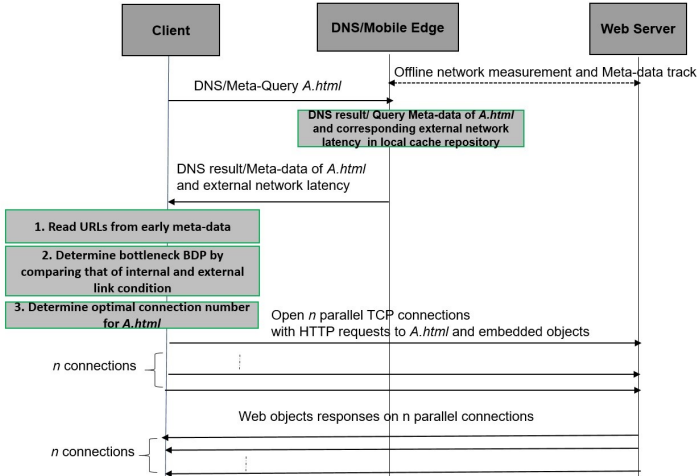 Client
DNS/Mobile Edge
Web Server
Offline network measurement and Meta-data track
DNS/Meta-Query A.html
DNS result/ Query Meta-data of A.html
and corresponding external network
latency in local cache repository
DNS result/Meta-data of A.html
and external network latency
1. Read URLs from early meta-data
2. Determine bottleneck BDP by
comparing that of internal and external
link condition
3. Determine optimal connection number
for A.html
Open n parallel TCP connections
with HTTP requests to A.html and embedded objects
n connections
Web objects responses on n parallel connections
n connections